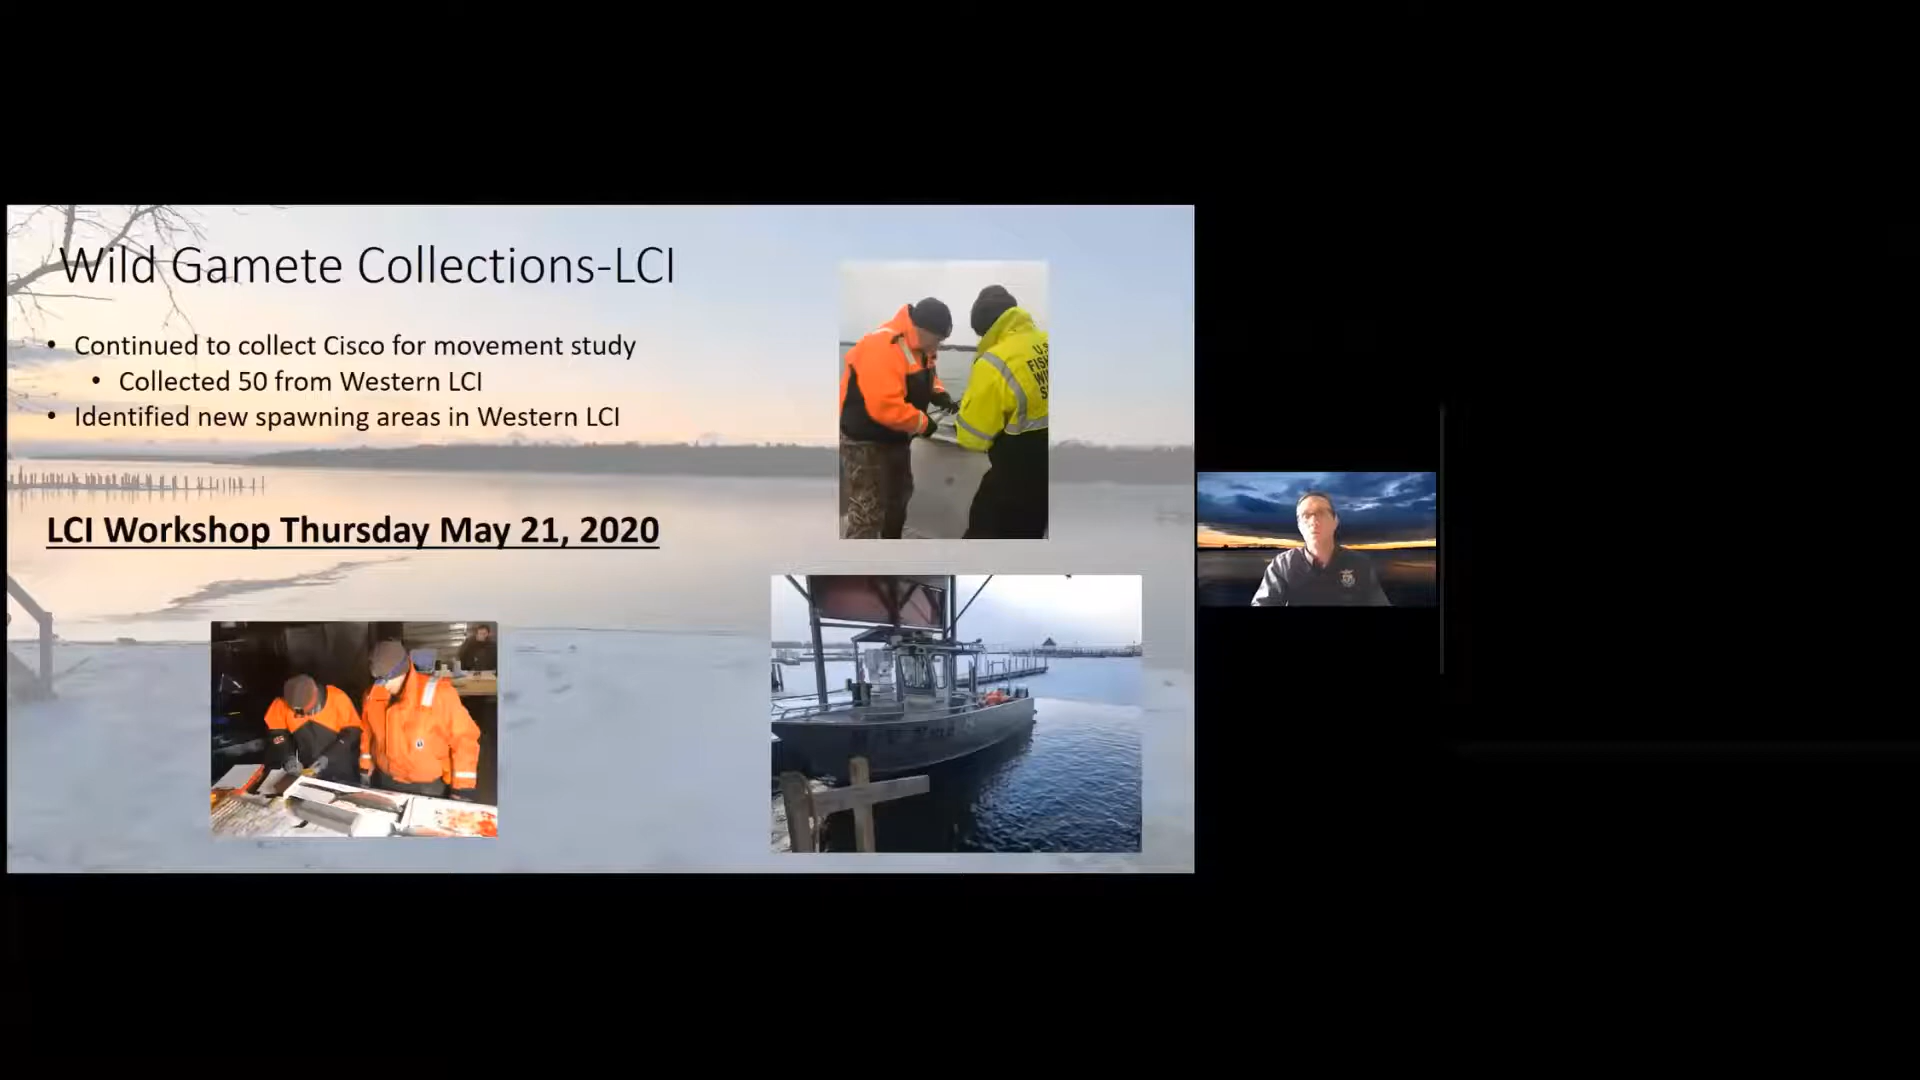 Wild Gamete Collections-LCI
• Continued to collect Cisco for movement study
• Collected 50 from Western LCI
• Identified new spawning areas in Western LCI
LCI Workshop Thursday May 21, 2020
U.S.
FISH